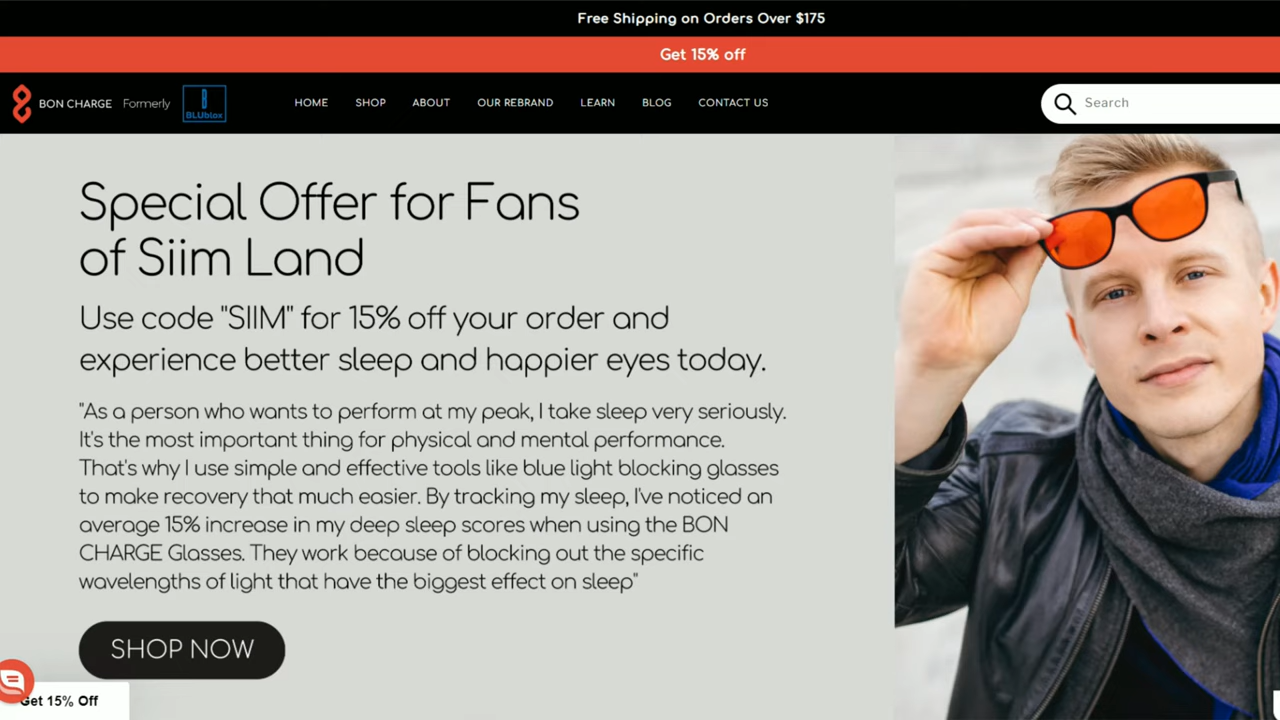 Free Shipping on Orders Over $175
Get 15% off
BON CHARGE Formerly BLUblox HOME SHOP ABOUT OUR REBRAND LEARN BLOG CONTACT US Search
Special Offer for Fans
of Siim Land
Use code "SIIM" for 15% off your order and
experience better sleep and happier eyes today.
"As a person who wants to perform at my peak, I take sleep very seriously.
It's the most important thing for physical and mental performance.
That's why I use simple and effective tools like blue light blocking glasses
to make recovery that much easier. By tracking my sleep, I've noticed an
average 15% increase in my deep sleep scores when using the BON
CHARGE Glasses. They work because of blocking out the specific
wavelengths of light that have the biggest effect on sleep"
SHOP NOW
Get 15% Off